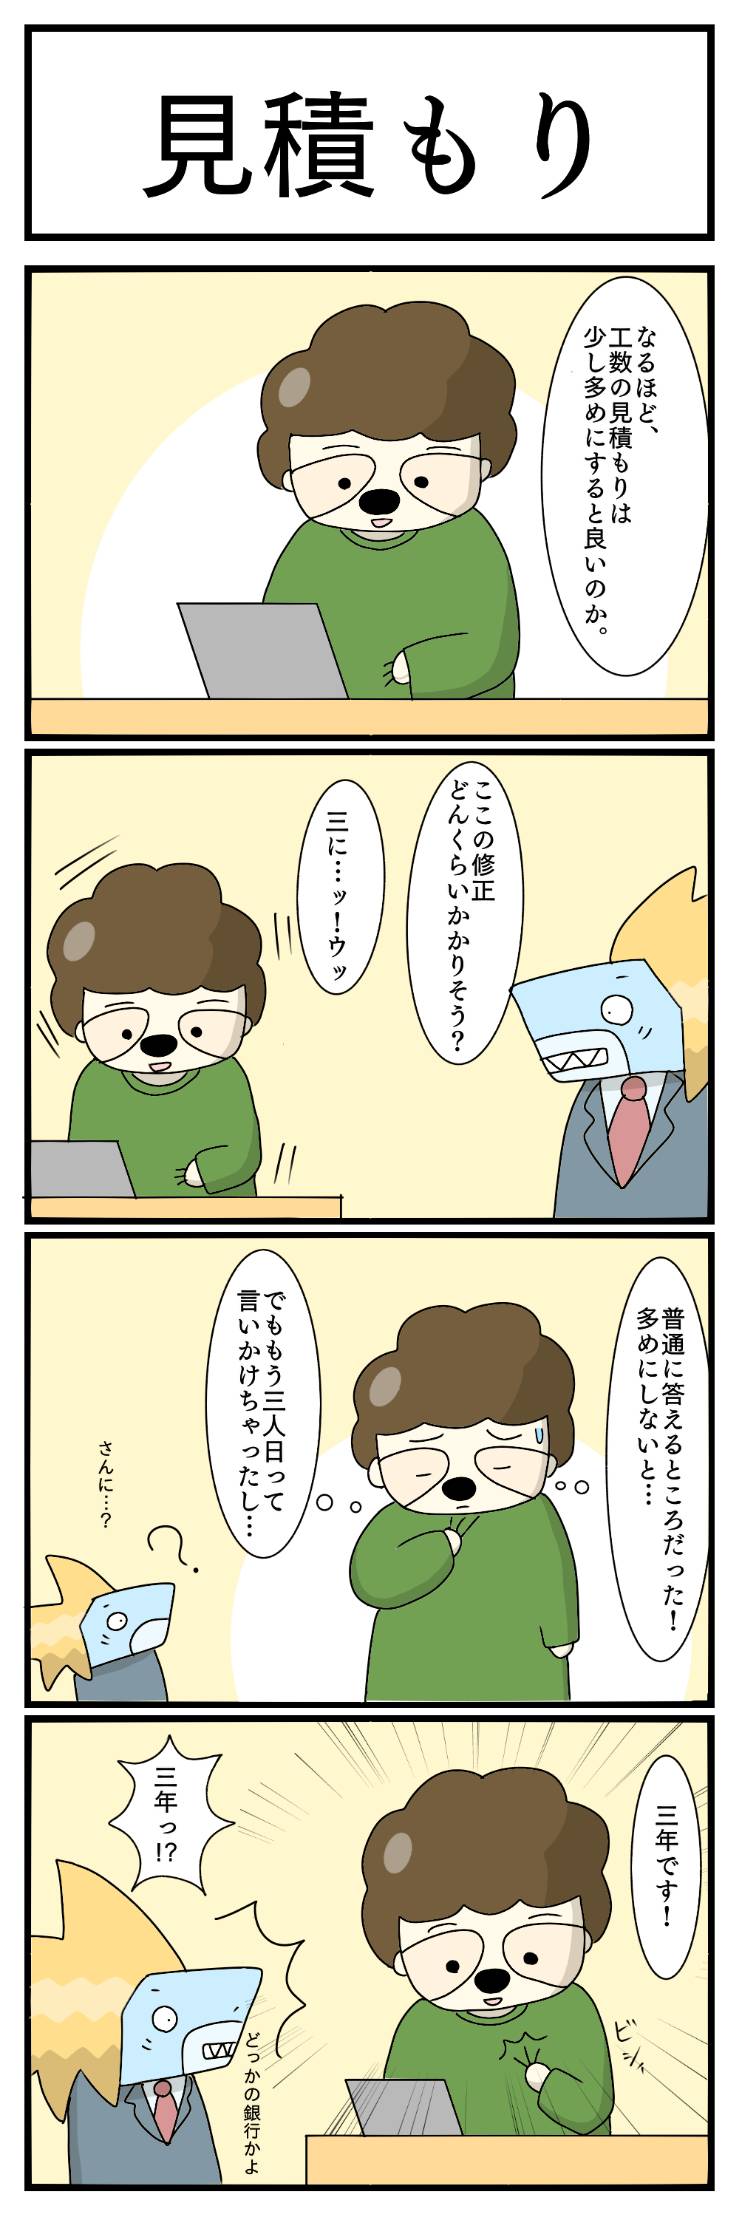 見積もり
なるほど、
工数の見積もりは
少し多めにすると良いのか。
ここの修正
どんくらいかかりそう？
三に…ッ！ウッ
普通に答えるところだった！
多めにしないと…
でももう三人日って
言いかけちゃったし…
さんに…？
？
三年です！
ビシッ
三年っ!?
どっかの銀行かよ